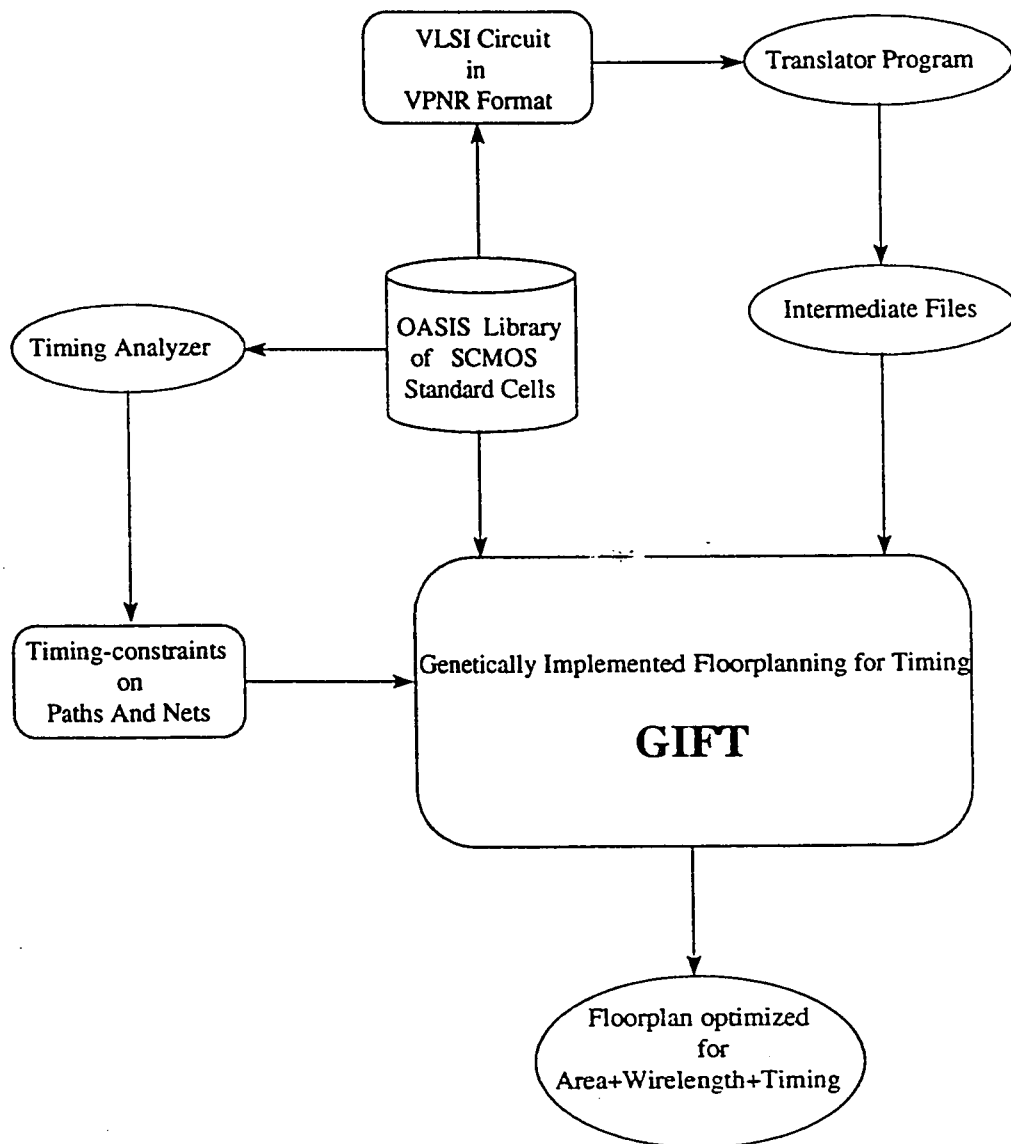 VLSI Circuit
in
VPNR Format
Translator Program
Intermediate Files
OASIS Library
of SCMOS
Standard Cells
Timing Analyzer
Timing-constraints
on
Paths And Nets
Genetically Implemented Floorplanning for Timing
GIFT
Floorplan optimized
for
Area+Wirelength+Timing